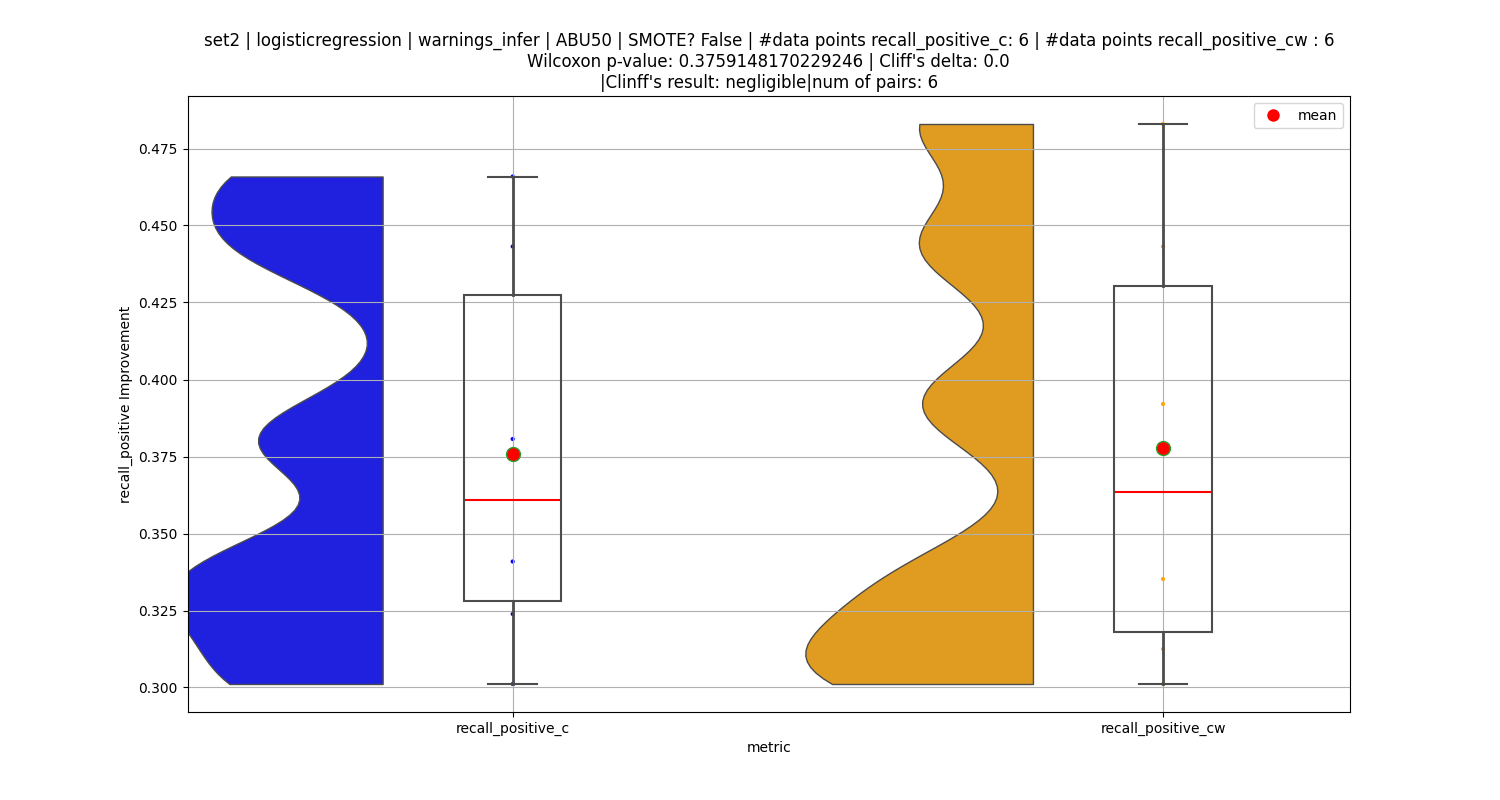 set2 | logisticregression | warnings_infer | ABU50 | SMOTE? False | #data points recall_positive_c: 6 | #data points recall_positive_cw : 6
Wilcoxon p-value: 0.3759148170229246 | Cliff's delta: 0.0
|Clinff's result: negligible|num of pairs: 6
mean
0.475
0.450
0.425
0.400
0.375
0.350
0.325
0.300
recall_positive Improvement
recall_positive_c
recall_positive_cw
metric